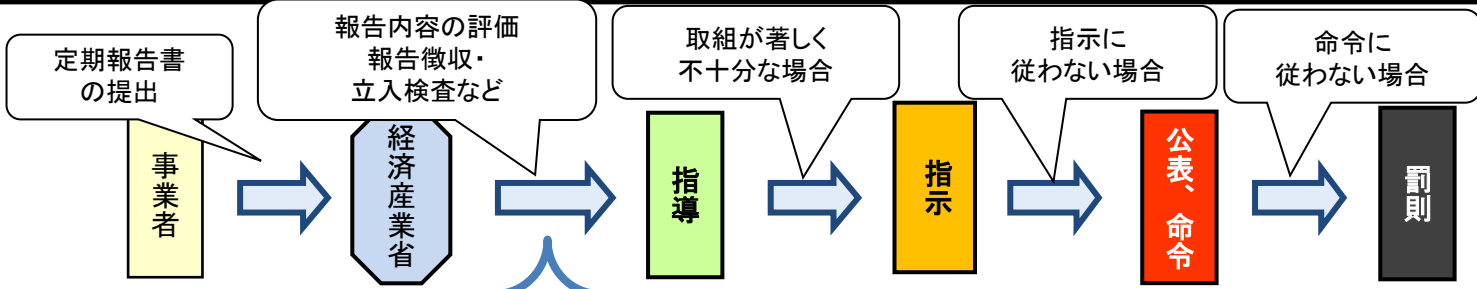 定期報告書
の提出
報告内容の評価
報告徴収・
立入検査など
取組が著しく
不十分な場合
指示に
従わない場合
命令に
従わない場合
事業者
経済産業省
指導
指示
公表、命令
罰則